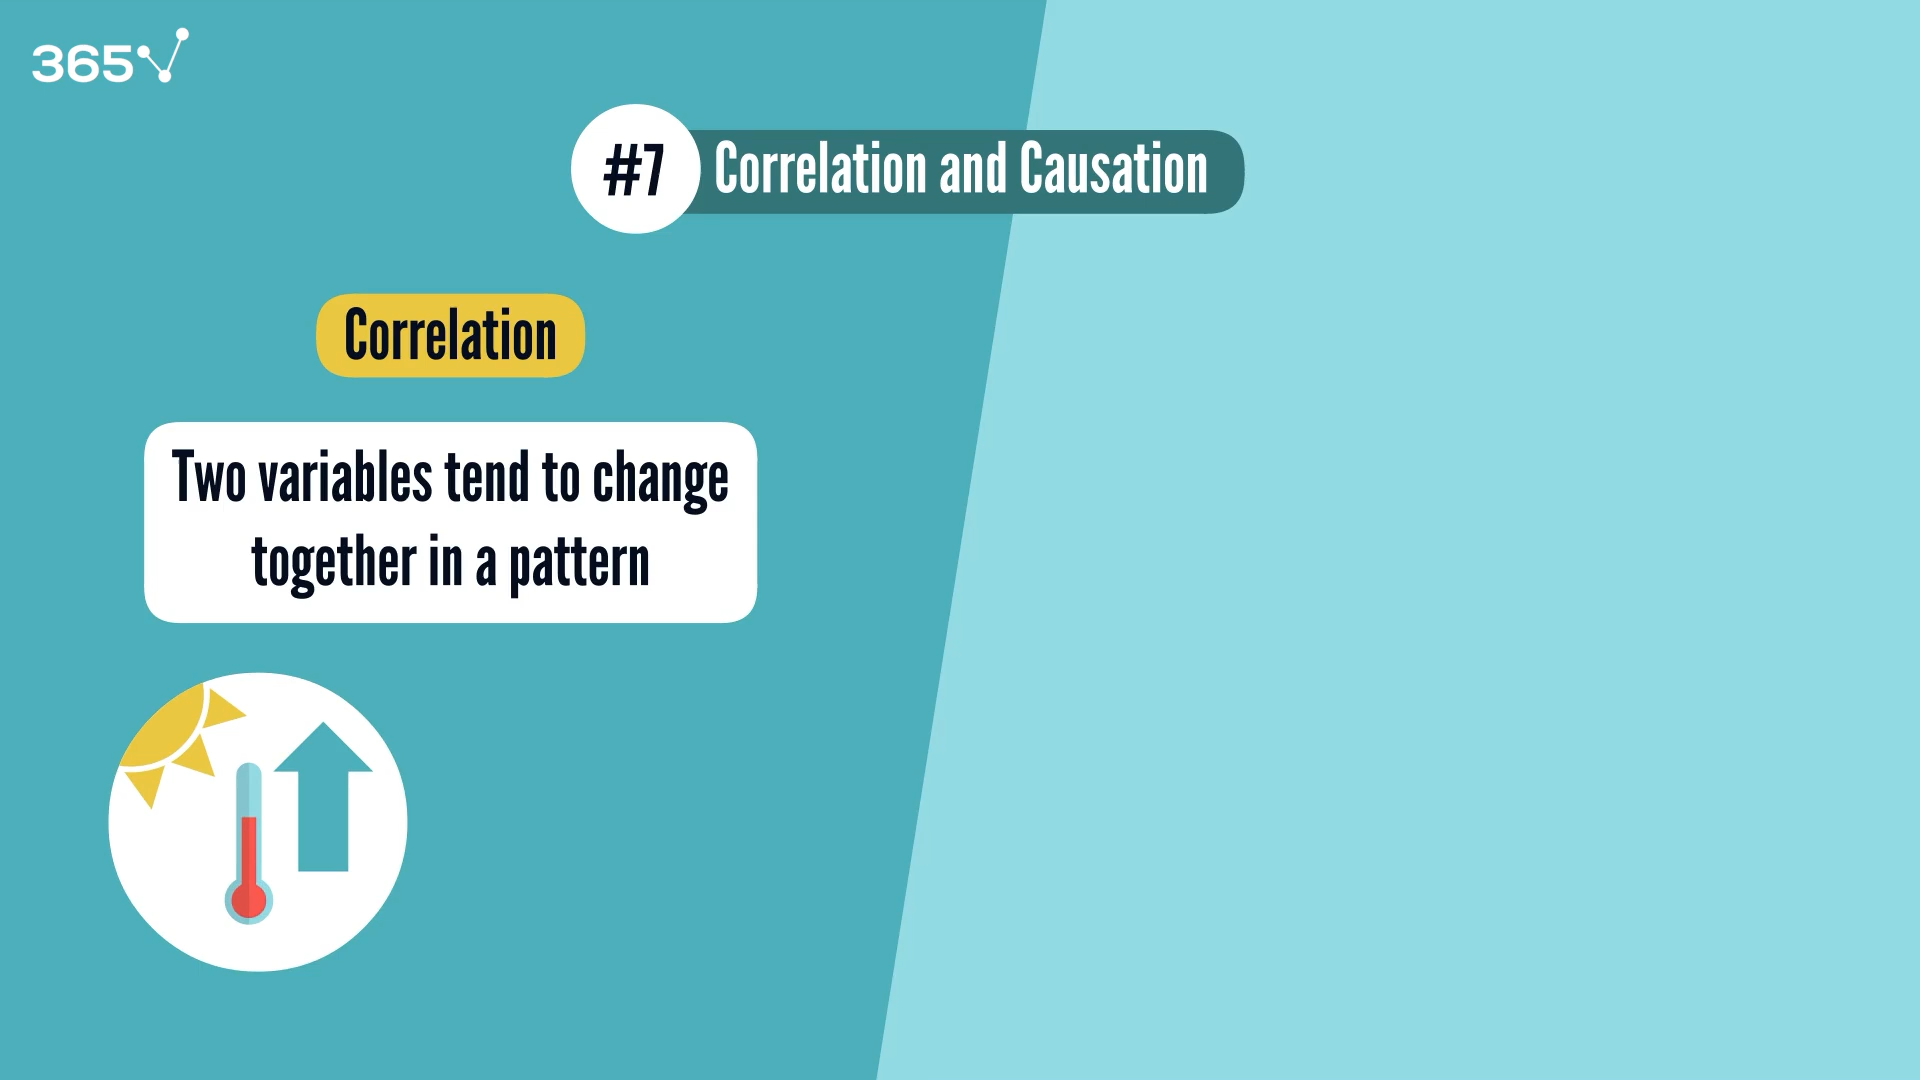 365
#7 Correlation and Causation
Correlation
Two variables tend to change
together in a pattern